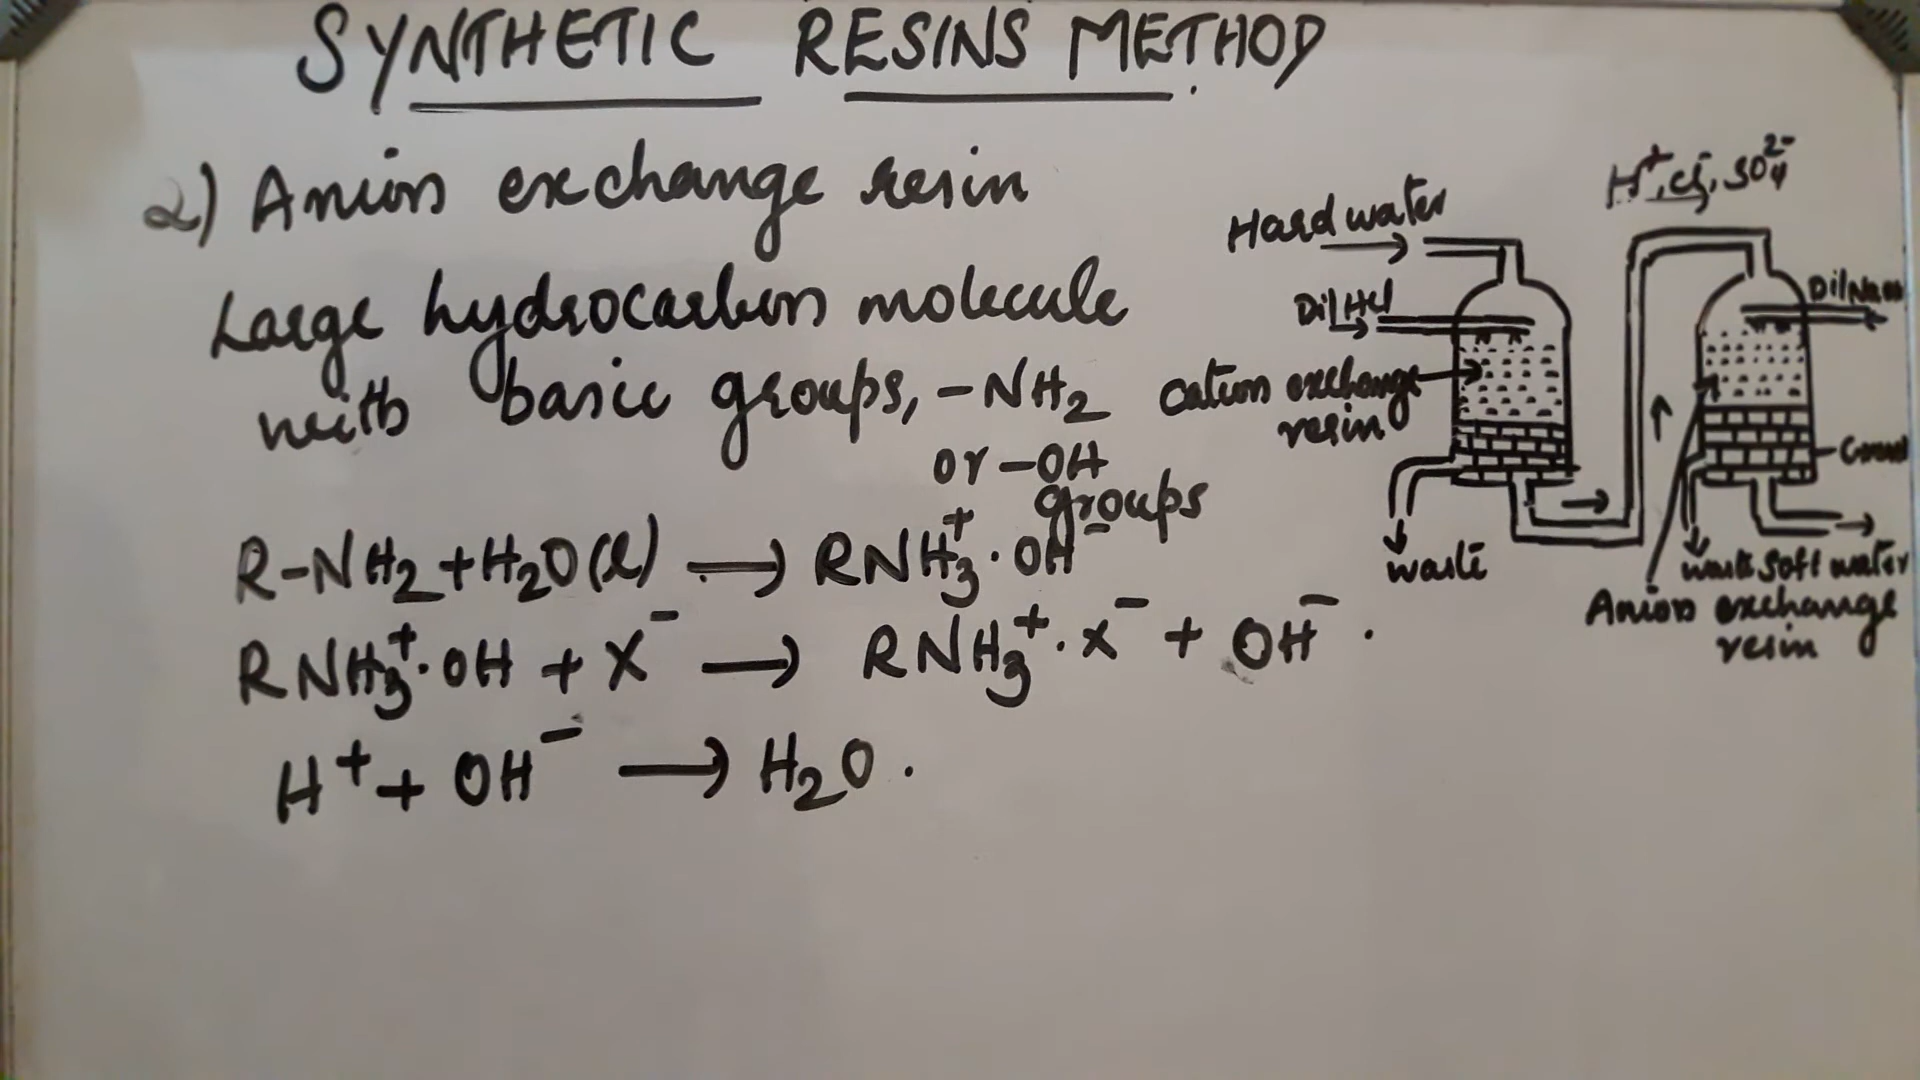 SYNTHETIC RESINS METHOD
2) Anion exchange resin
Large hydrocarbon molecule
with basic groups, -NH₂
or -OH
groups
R-NH₂ + H₂O(l) → RNH₃⁺·OH⁻
RNH₃⁺·OH + X⁻ → RNH₃⁺·X⁻ + OH⁻.
H⁺ + OH⁻ → H₂O.
H⁺, Cl⁻, SO₄²⁻
Hard water
Dil HCl
Dil NaOH
cation exchange
resin
waste
waste
soft water
Anion exchange
resin